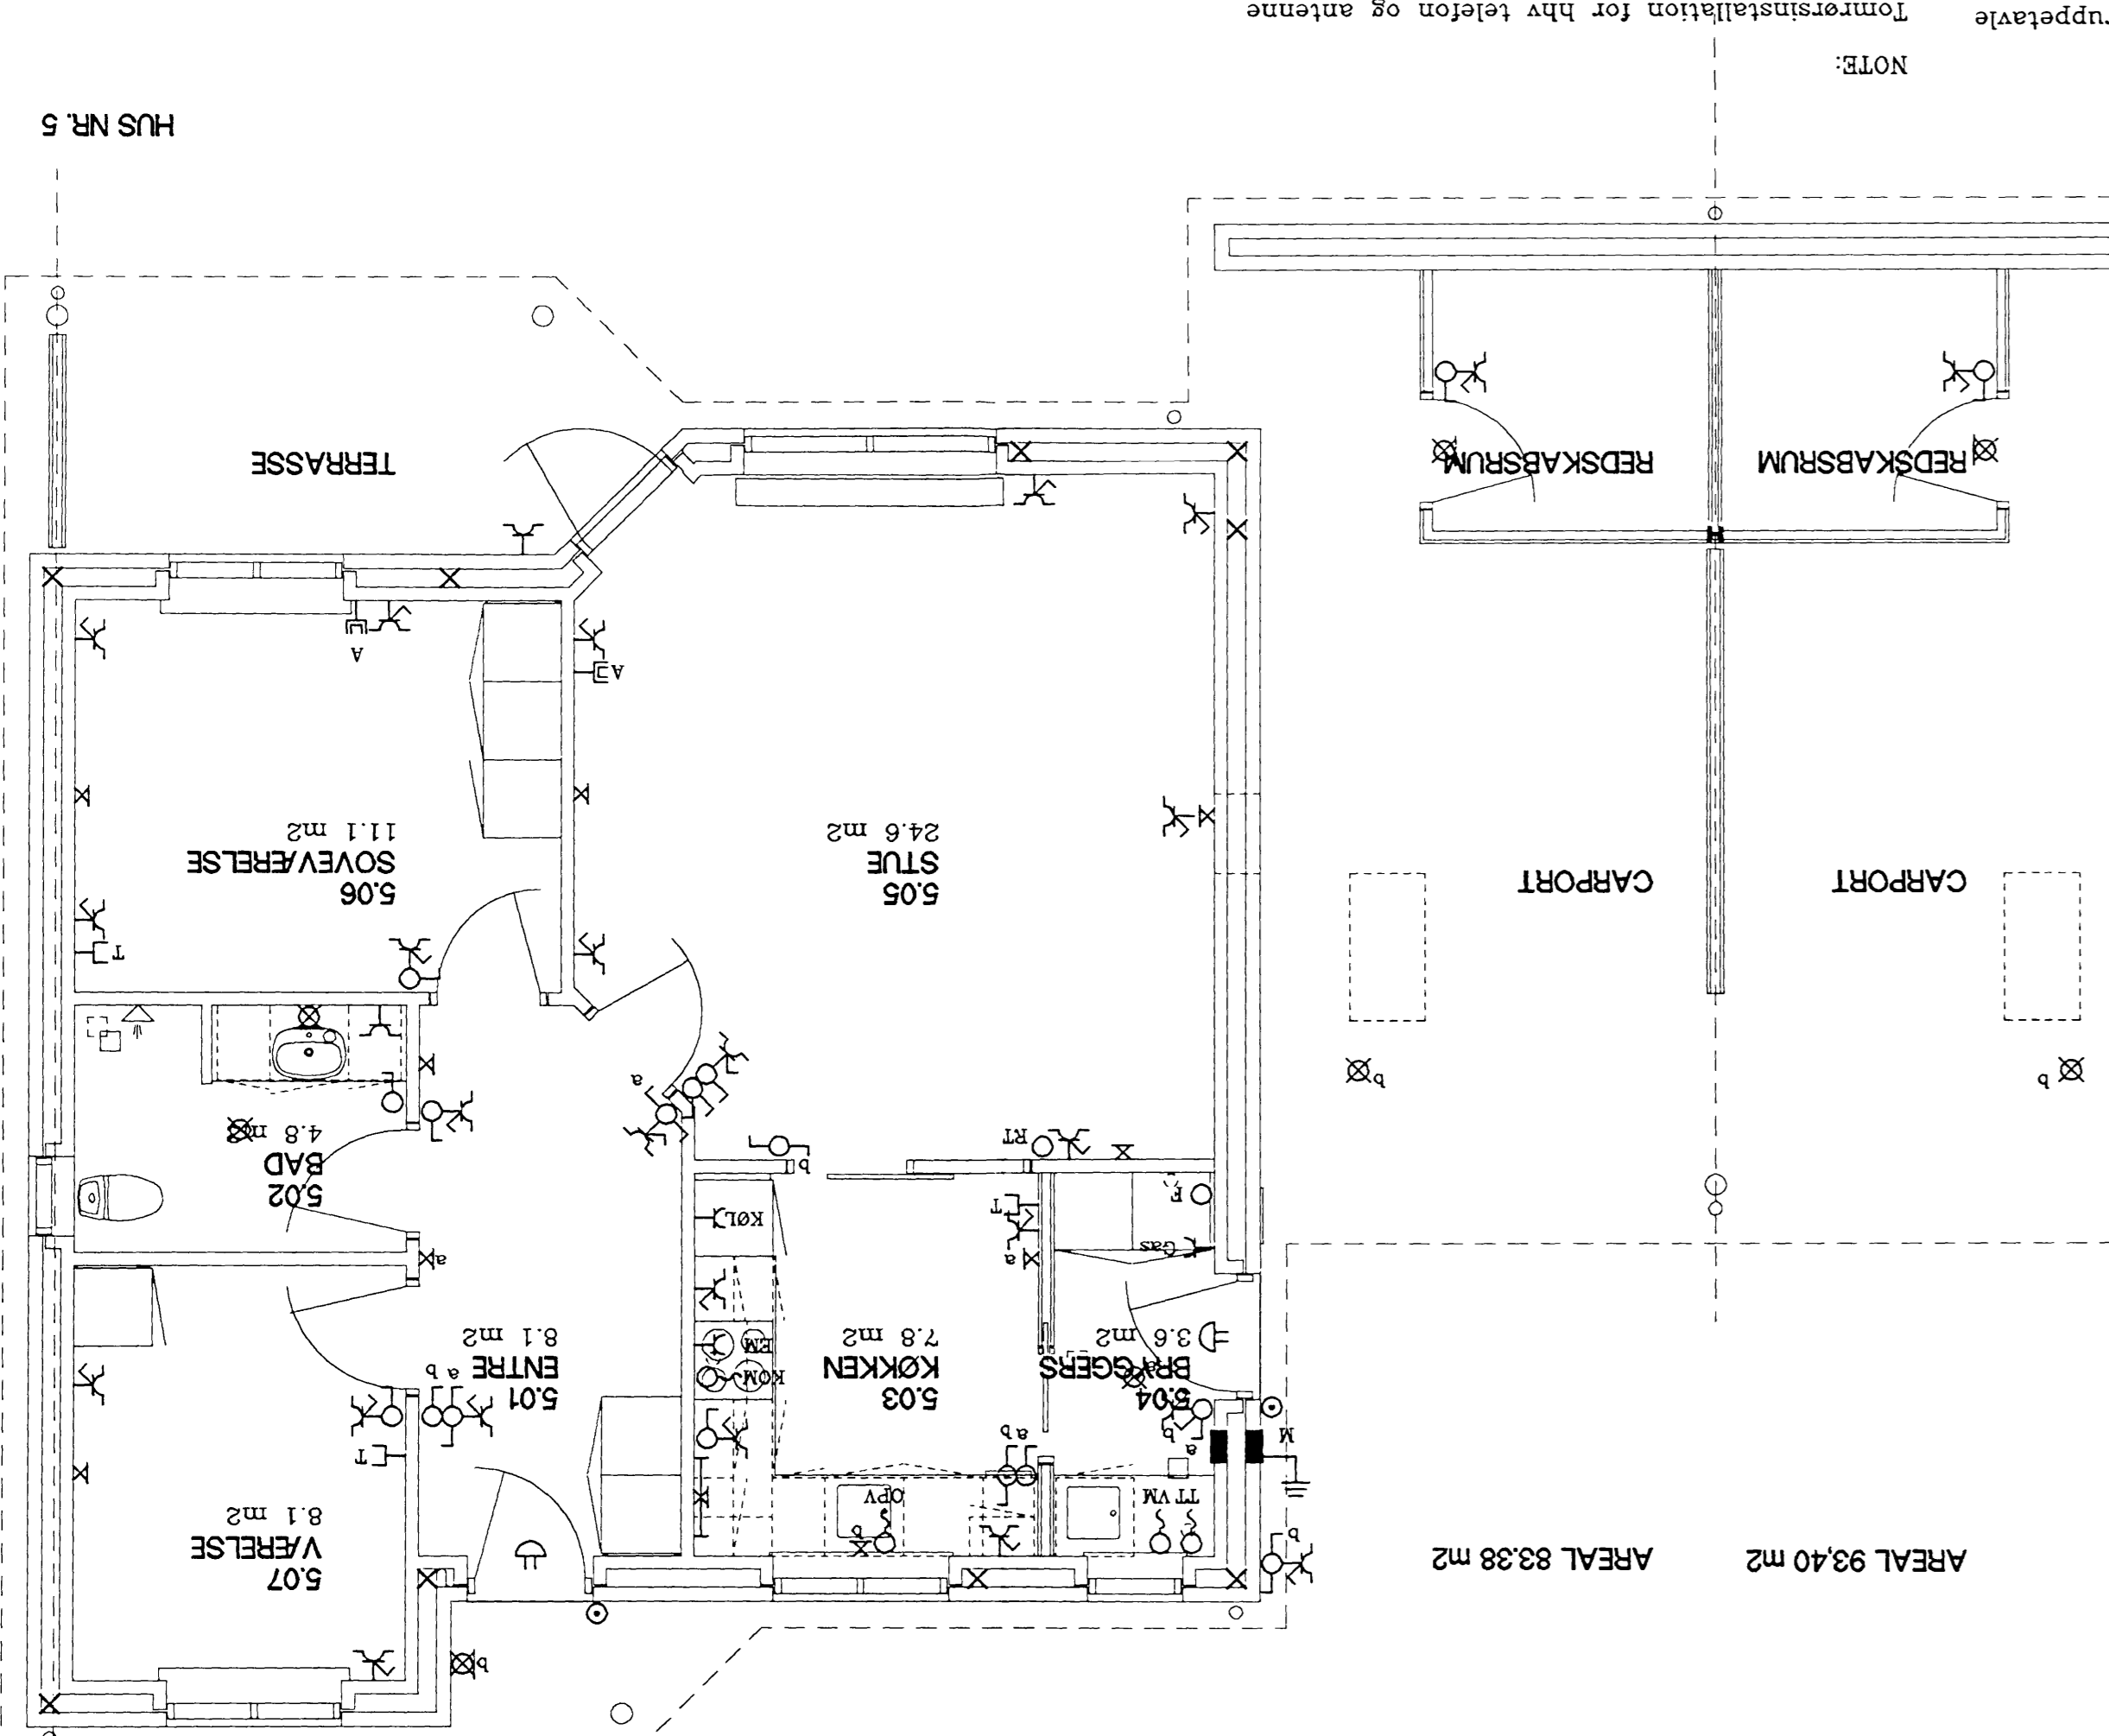 AREAL 93,40 m2
AREAL 83.38 m2
5.07
VÆRELSE
8.1 m2
TT VM
OPV
b
b
b
M
a
b
a b
T
a b
5.04
BRYGGERS
3.6 m2
5.03
KØKKEN
7.8 m2
KOM
EM
5.01
ENTRE
8.1 m2
Gas
a
a
KØL
T
F
5.02
BAD
4.8 m2
b
RT
a
b
b
T
CARPORT
CARPORT
5.05
STUE
24.6 m2
5.06
SOVEVÆRELSE
11.1 m2
A
A
REDSKABSRUM
REDSKABSRUM
TERRASSE
HUS NR. 5
NOTE:
Tomrørsinstallation for hhv telefon og antenne